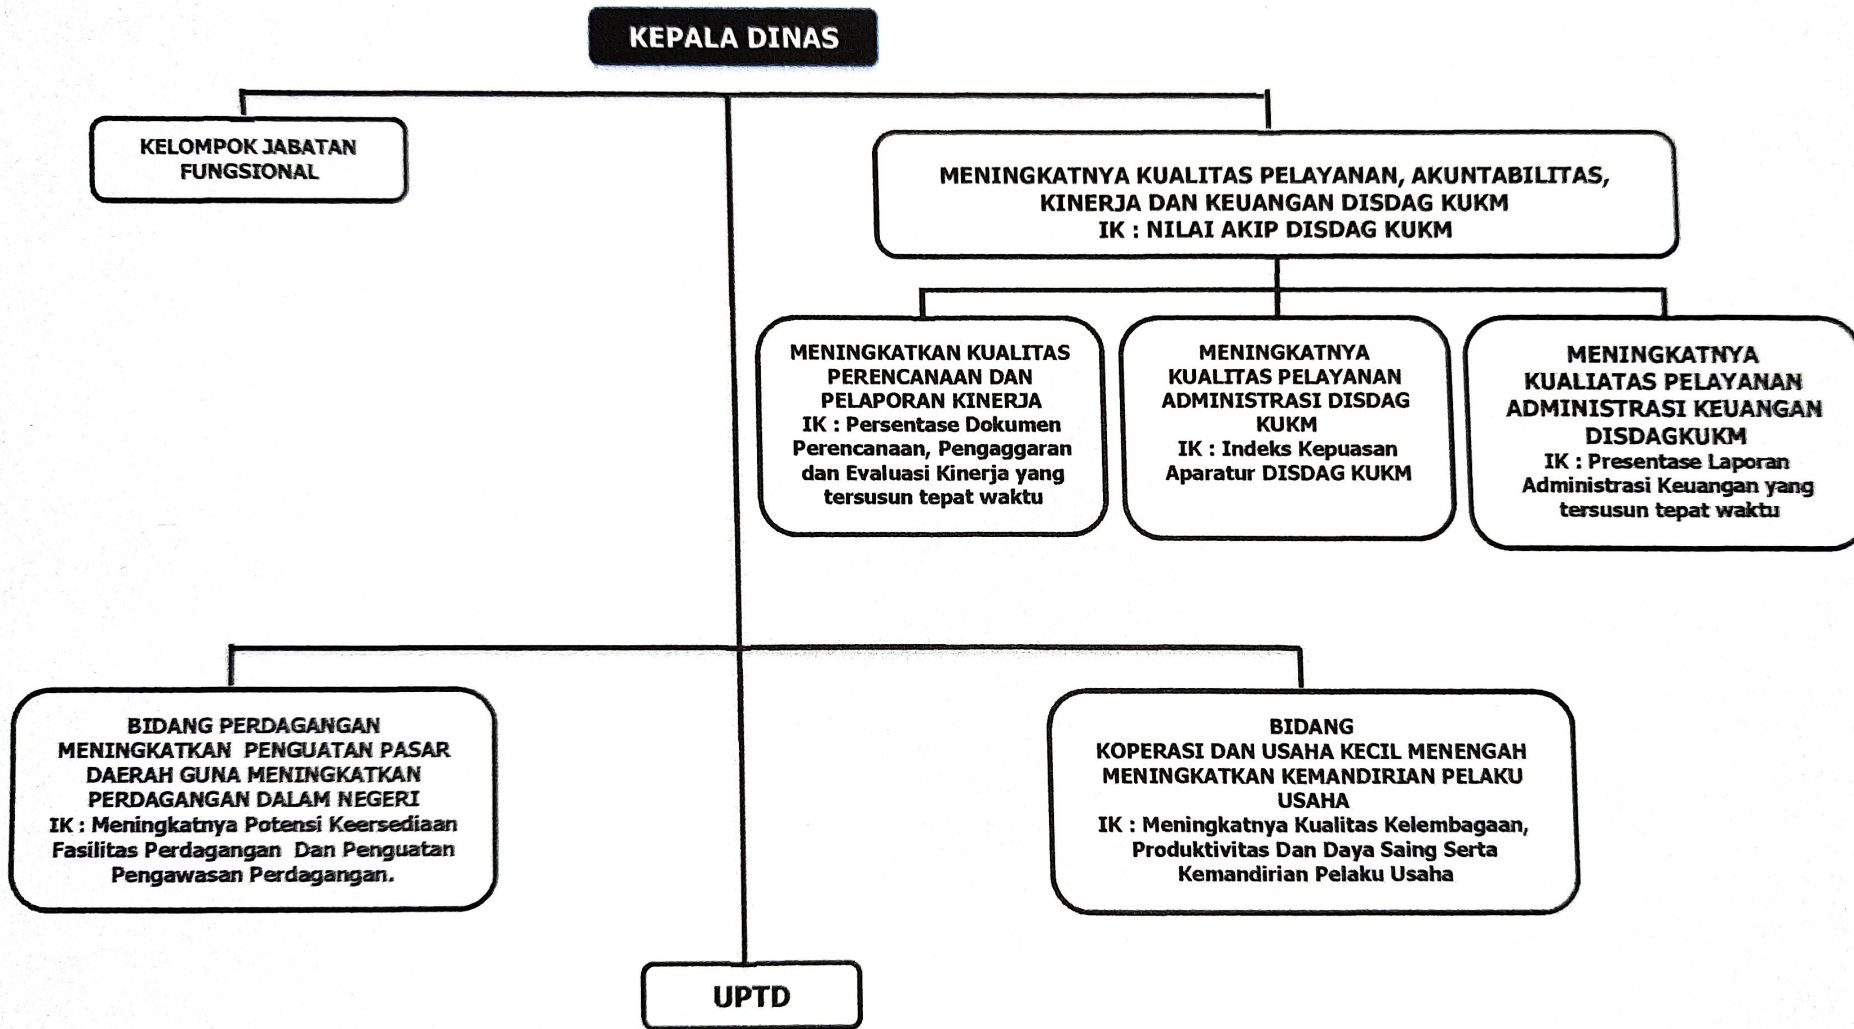 KEPALA DINAS
KELOMPOK JABATAN
FUNGSIONAL
MENINGKATNYA KUALITAS PELAYANAN, AKUNTABILITAS,
KINERJA DAN KEUANGAN DISDAG KUKM
IK : NILAI AKIP DISDAG KUKM
MENINGKATKAN KUALITAS
PERENCANAAN DAN
PELAPORAN KINERJA
IK : Persentase Dokumen
Perencanaan, Pengaggaran
dan Evaluasi Kinerja yang
tersusun tepat waktu
MENINGKATNYA
KUALITAS PELAYANAN
ADMINISTRASI DISDAG
KUKM
IK : Indeks Kepuasan
Aparatur DISDAG KUKM
MENINGKATNYA
KUALIATAS PELAYANAN
ADMINISTRASI KEUANGAN
DISDAGKUKM
IK : Presentase Laporan
Administrasi Keuangan yang
tersusun tepat waktu
BIDANG PERDAGANGAN
MENINGKATKAN PENGUATAN PASAR
DAERAH GUNA MENINGKATKAN
PERDAGANGAN DALAM NEGERI
IK : Meningkatnya Potensi Keersediaan
Fasilitas Perdagangan Dan Penguatan
Pengawasan Perdagangan.
BIDANG
KOPERASI DAN USAHA KECIL MENENGAH
MENINGKATKAN KEMANDIRIAN PELAKU
USAHA
IK : Meningkatnya Kualitas Kelembagaan,
Produktivitas Dan Daya Saing Serta
Kemandirian Pelaku Usaha
UPTD